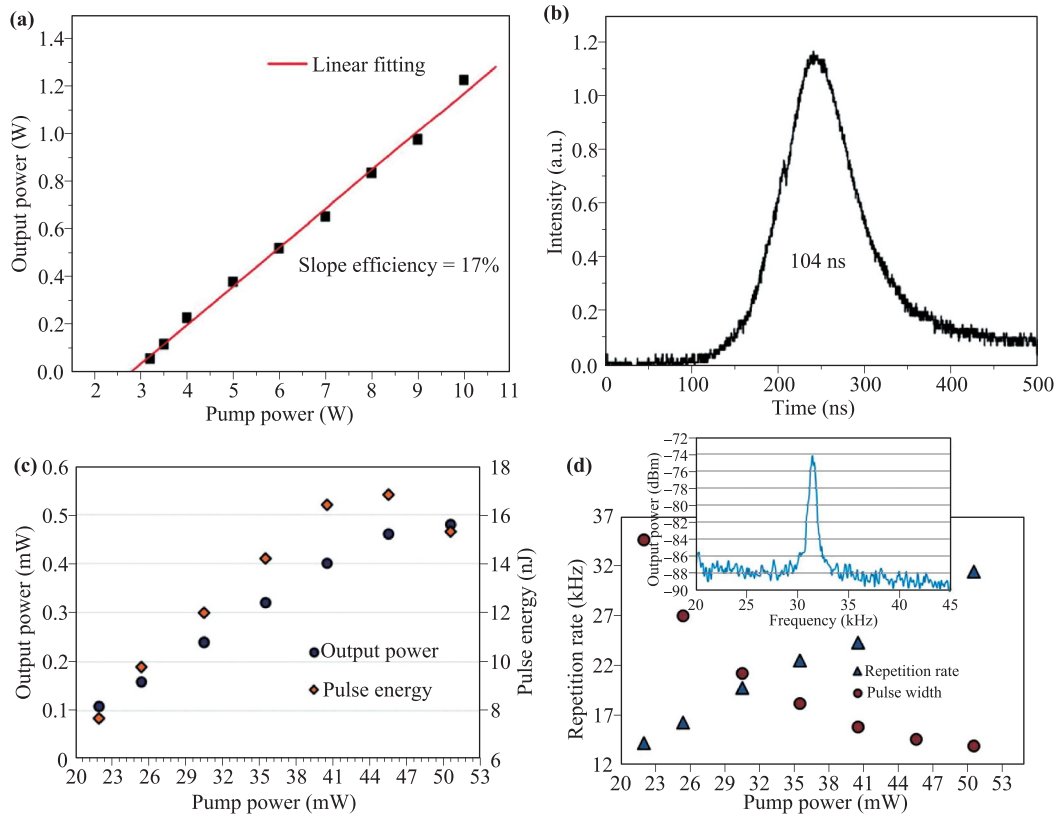 (a)
1.4
1.2
1.0
0.8
0.6
0.4
0.2
0.0
Output power (W)
Linear fitting
Slope efficiency = 17%
2 3 4 5 6 7 8 9 10 11
Pump power (W)
(b)
1.2
1.0
0.8
0.6
0.4
0.2
0.0
Intensity (a.u.)
104 ns
0 100 200 300 400 500
Time (ns)
(c)
0.6
0.5
0.4
0.3
0.2
0.1
0
Output power (mW)
18
16
14
12
10
8
6
Pulse energy (nJ)
Output power
Pulse energy
20 23 26 29 32 35 38 41 44 47 50 53
Pump power (mW)
(d)
−72
−74
−76
−78
−80
−82
−84
−86
−88
−90
Output power (dBm)
20 25 30 35 40 45
Frequency (kHz)
37
32
27
22
17
12
Repetition rate (kHz)
Repetition rate
Pulse width
20 23 26 29 32 35 38 41 44 47 50 53
Pump power (mW)